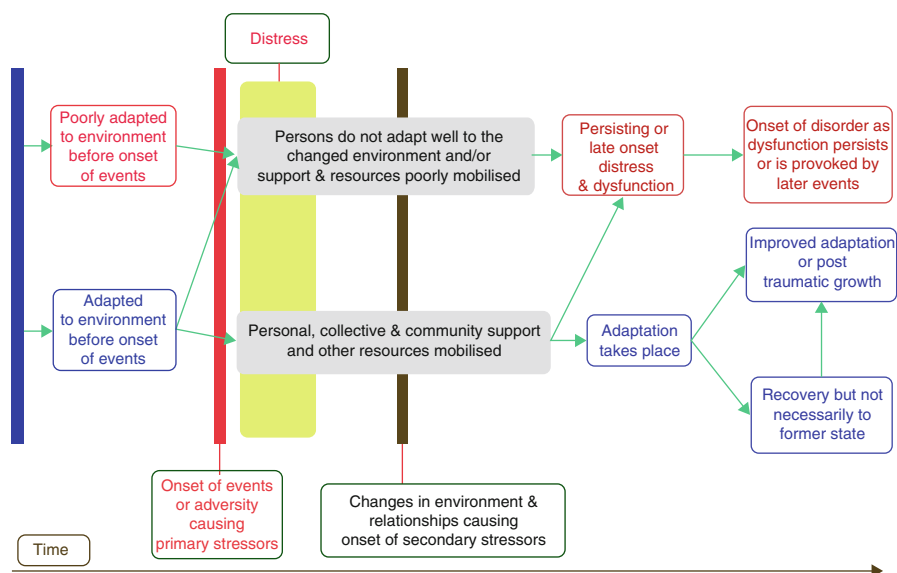 Distress
Poorly adapted
to environment
before onset
of events
Persons do not adapt well to the
changed environment and/or
support & resources poorly mobilised
Persisting or
late onset
distress
& dysfunction
Onset of disorder as
dysfunction persists
or is provoked by
later events
Adapted
to environment
before onset
of events
Personal, collective & community support
and other resources mobilised
Adaptation
takes place
Improved adaptation
or post
traumatic growth
Recovery but not
necessarily to
former state
Onset of events
or adversity
causing
primary stressors
Changes in environment &
relationships causing
onset of secondary stressors
Time